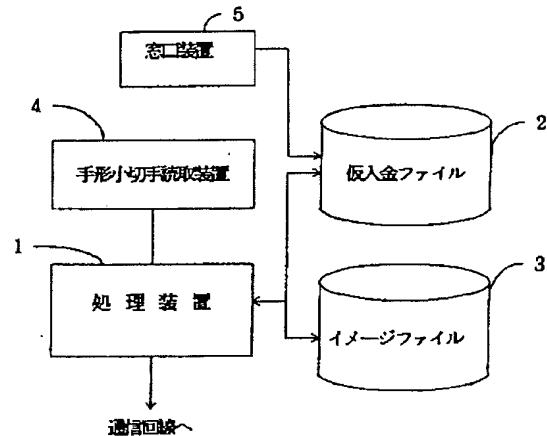 5
窓口装置
4
手形小切手読取装置
2
仮入金ファイル
1
処理装置
3
イメージファイル
通信回線へ